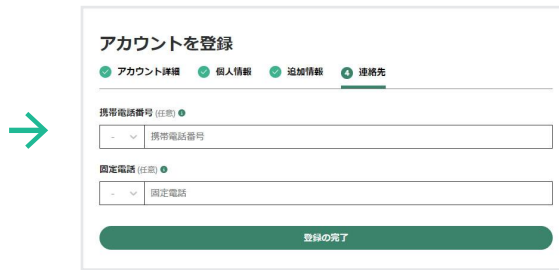 アカウントを登録
アカウント詳細 個人情報 追加情報 4 連絡先
携帯電話番号 (任意)
- 携帯電話番号
固定電話 (任意)
- 固定電話
登録の完了